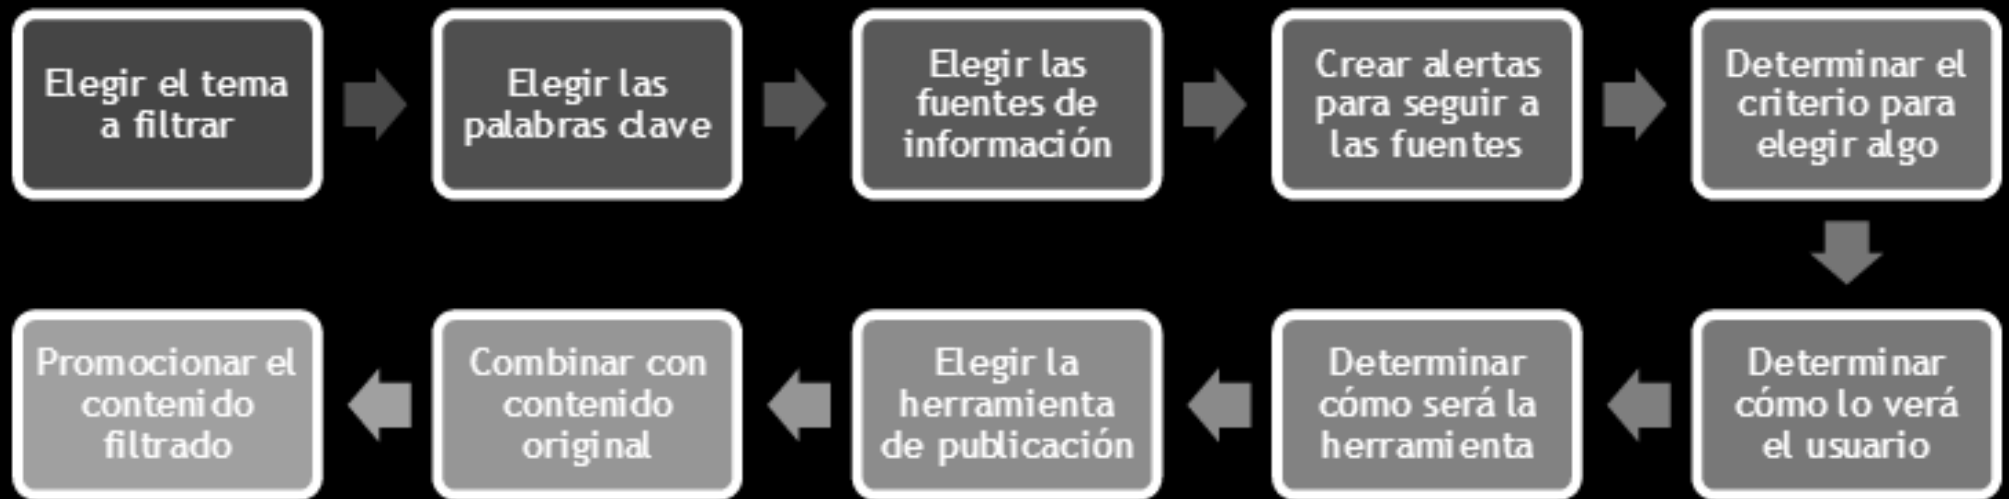 Elegir el tema
a filtrar
Elegir las
palabras clave
Elegir las
fuentes de
información
Crear alertas
para seguir a
las fuentes
Determinar el
criterio para
elegir algo
Determinar
cómo lo verá
el usuario
Determinar
cómo será la
herramienta
Elegir la
herramienta
de publicación
Combinar con
contenido
original
Promocionar el
contenido
filtrado